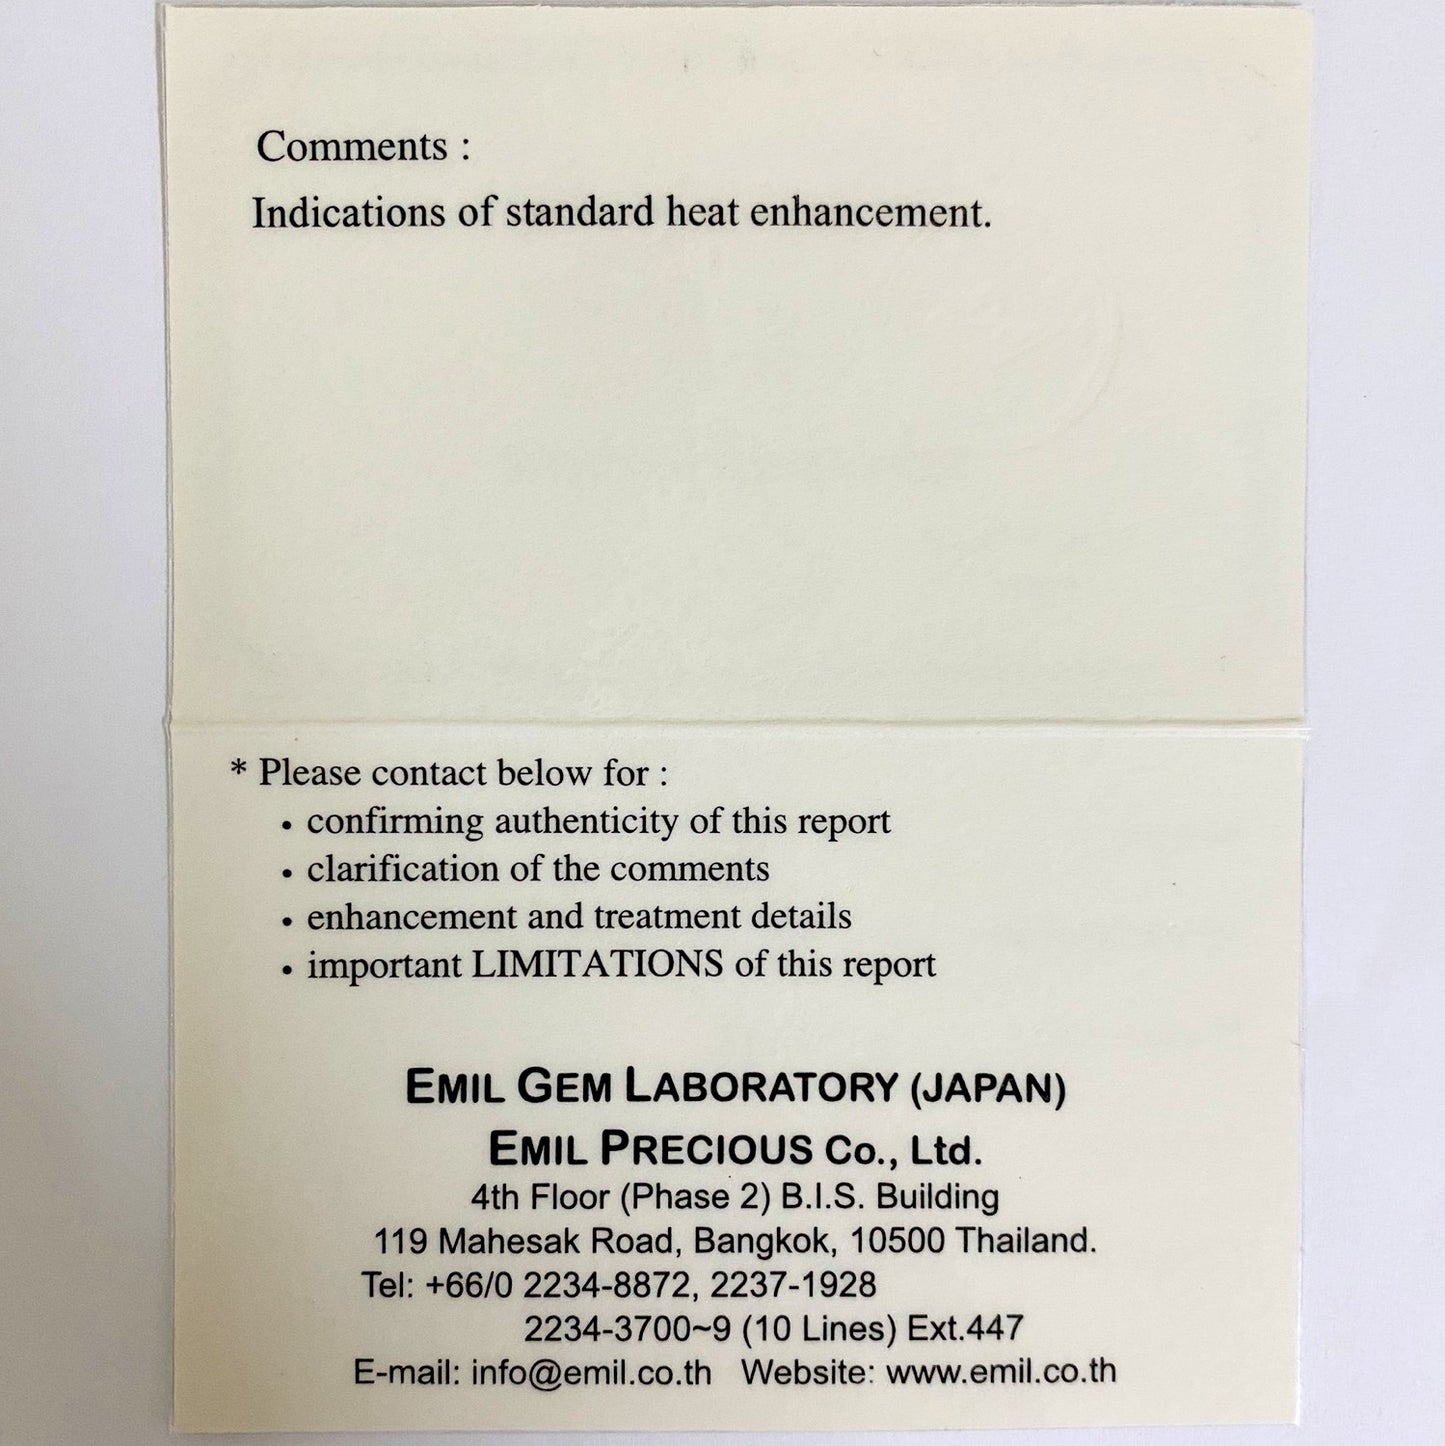 Comments :
Indications of standard heat enhancement.
* Please contact below for :
• confirming authenticity of this report
• clarification of the comments
• enhancement and treatment details
• important LIMITATIONS of this report
EMIL GEM LABORATORY (JAPAN)
EMIL PRECIOUS Co., Ltd.
4th Floor (Phase 2) B.I.S. Building
119 Mahesak Road, Bangkok, 10500 Thailand.
Tel: +66/0 2234-8872, 2237-1928
2234-3700~9 (10 Lines) Ext.447
E-mail: info@emil.co.th Website: www.emil.co.th